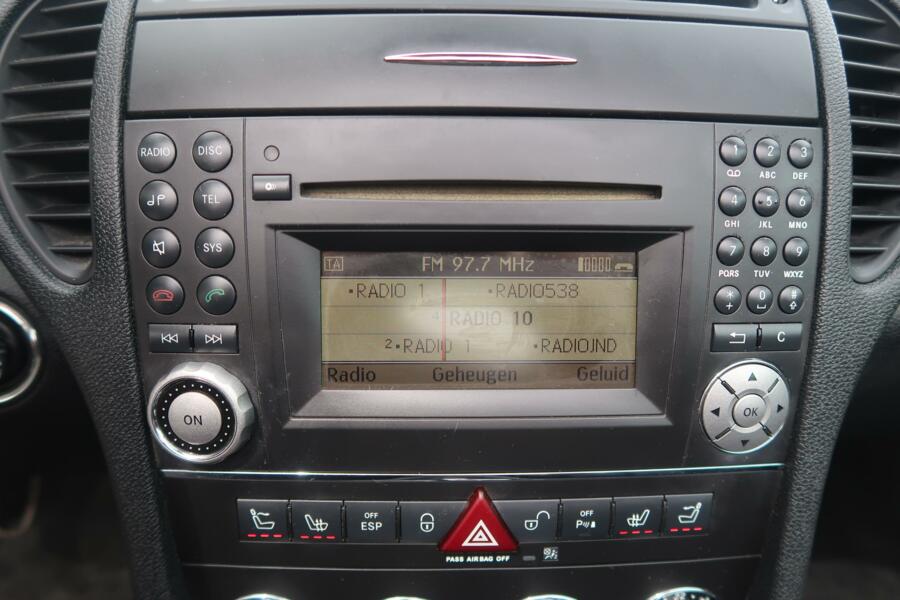 RADIO DISC
TEL
SYS
ON
TA FM 97.7 MHz
RADIO 1 RADIO538
4 RADIO 10
2 RADIO 1 RADIOJND
Radio Geheugen Geluid
1 2 3
ABC DEF
4 5 6
GHI JKL MNO
7 8 9
PQRS TUV WXYZ
* 0 #
+
C
OK
OFF
ESP
OFF
P
PASS AIRBAG OFF